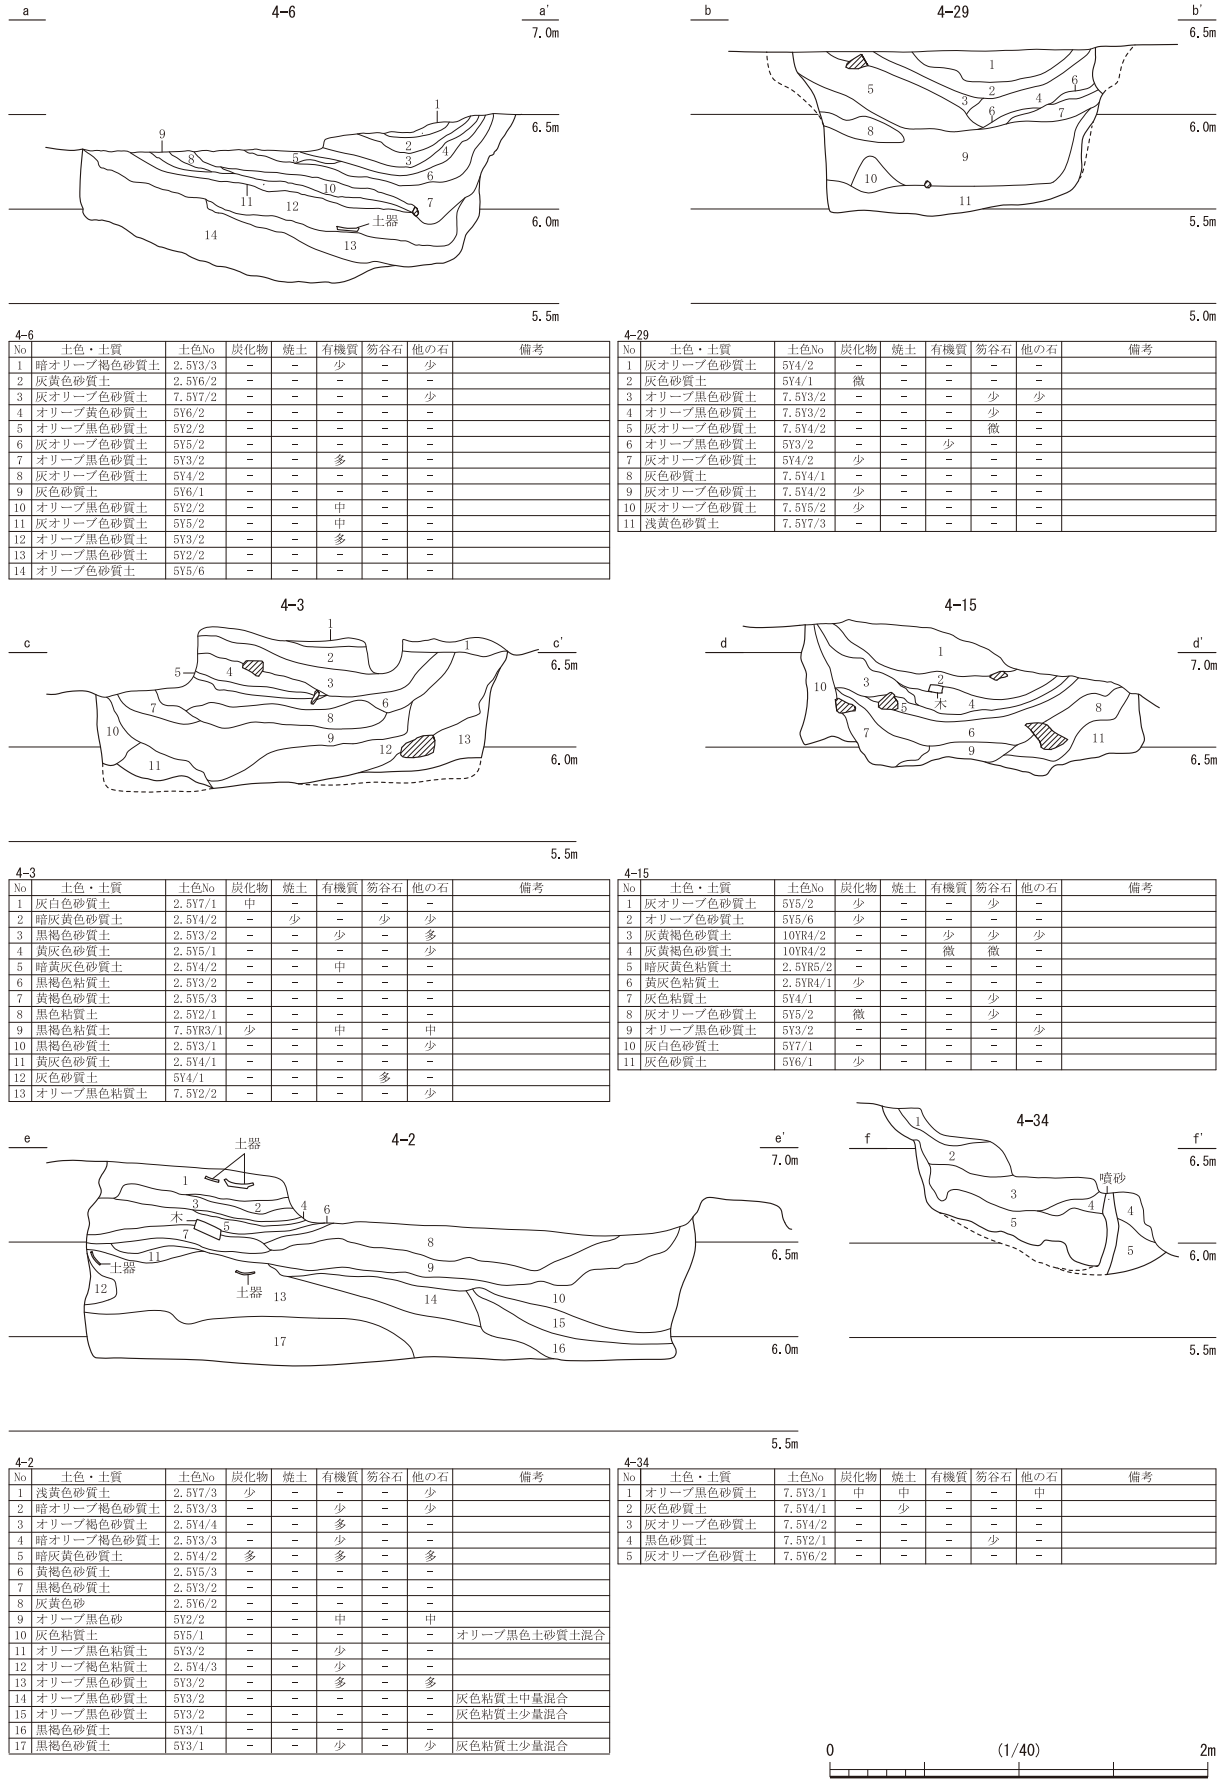 a 4-6 a'
7.0m
1
9
6.5m
2
8 5 3 4
6
10
7
11 12
土器
6.0m
14 13
5.5m
b 4-29 b'
6.5m
1
6
5 2
3 4
6 7
6.0m
8
9
10
11
5.5m
5.0m
4-6
No 土色・土質 土色No 炭化物 焼土 有機質 笏谷石 他の石 備考
1 暗オリーブ褐色砂質土 2.5Y3/3 − − 少 − 少
2 灰黄色砂質土 2.5Y6/2 − − − − −
3 灰オリーブ色砂質土 7.5Y7/2 − − − − 少
4 オリーブ黄色砂質土 5Y6/2 − − − − −
5 オリーブ黒色砂質土 5Y2/2 − − − − −
6 灰オリーブ色砂質土 5Y5/2 − − − − −
7 オリーブ黒色砂質土 5Y3/2 − − 多 − −
8 灰オリーブ色砂質土 5Y4/2 − − − − −
9 灰色砂質土 5Y6/1 − − − − −
10 オリーブ黒色砂質土 5Y2/2 − − 中 − −
11 灰オリーブ色砂質土 5Y5/2 − − 中 − −
12 オリーブ黒色砂質土 5Y3/2 − − 多 − −
13 オリーブ黒色砂質土 5Y2/2 − − − − −
14 オリーブ色砂質土 5Y5/6 − − − − −
4-29
No 土色・土質 土色No 炭化物 焼土 有機質 笏谷石 他の石 備考
1 灰オリーブ色砂質土 5Y4/2 − − − − −
2 灰色砂質土 5Y4/1 微 − − − −
3 オリーブ黒色砂質土 7.5Y3/2 − − − 少 少
4 オリーブ黒色砂質土 7.5Y3/2 − − − 少 −
5 灰オリーブ色砂質土 7.5Y4/2 − − − 微 −
6 オリーブ黒色砂質土 5Y3/2 − − 少 − −
7 灰オリーブ色砂質土 5Y4/2 少 − − − −
8 灰色砂質土 7.5Y4/1 − − − − −
9 灰オリーブ色砂質土 7.5Y4/2 少 − − − −
10 灰オリーブ色砂質土 7.5Y5/2 少 − − − −
11 浅黄色砂質土 7.5Y7/3 − − − − −
4-3
c 1 c'
2 1
6.5m
5 4 3
7 6
8
10 9
12 13
11
6.0m
5.5m
4-15
d d'
1
7.0m
10 3 2
5 木 4 8
7 6
9 11
6.5m
4-3
No 土色・土質 土色No 炭化物 焼土 有機質 笏谷石 他の石 備考
1 灰白色砂質土 2.5Y7/1 中 − − − −
2 暗灰黄色砂質土 2.5Y4/2 − 少 − 少 少
3 黒褐色砂質土 2.5Y3/2 − − 少 − 多
4 黄灰色砂質土 2.5Y5/1 − − − − 少
5 暗黄灰色砂質土 2.5Y4/2 − − 中 − −
6 黒褐色粘質土 2.5Y3/2 − − − − −
7 黄褐色砂質土 2.5Y5/3 − − − − −
8 黒色粘質土 2.5Y2/1 − − − − −
9 黒褐色粘質土 7.5YR3/1 少 − 中 − 中
10 黒褐色砂質土 2.5Y3/1 − − − − 少
11 黄灰色砂質土 2.5Y4/1 − − − − −
12 灰色砂質土 5Y4/1 − − − 多 −
13 オリーブ黒色粘質土 7.5Y2/2 − − − − 少
4-15
No 土色・土質 土色No 炭化物 焼土 有機質 笏谷石 他の石 備考
1 灰オリーブ色砂質土 5Y5/2 少 − − 少 −
2 オリーブ色砂質土 5Y5/6 少 − − − −
3 灰黄褐色砂質土 10YR4/2 − − 少 少 少
4 灰黄褐色砂質土 10YR4/2 − − 微 微 −
5 暗灰黄色粘質土 2.5YR5/2 − − − − −
6 黄灰色粘質土 2.5YR4/1 少 − − − −
7 灰色粘質土 5Y4/1 − − − 少 −
8 灰オリーブ色砂質土 5Y5/2 微 − − 少 −
9 オリーブ黒色砂質土 5Y3/2 − − − − 少
10 灰白色砂質土 5Y7/1 − − − − −
11 灰色砂質土 5Y6/1 少 − − − −
e 土器 4-2 e'
7.0m
1
3 2 4 6
木 5
7 8
6.5m
11 9
土器
12 土器 13 14 10
15
17 16
6.0m
5.5m
4-34
f 1 f'
2
6.5m
3 噴砂
4 4
5
5
6.0m
5.5m
4-2
No 土色・土質 土色No 炭化物 焼土 有機質 笏谷石 他の石 備考
1 浅黄色砂質土 2.5Y7/3 少 − − − 少
2 暗オリーブ褐色砂質土 2.5Y3/3 − − 少 − 少
3 オリーブ褐色砂質土 2.5Y4/4 − − 多 − −
4 暗オリーブ褐色砂質土 2.5Y3/3 − − 少 − −
5 暗灰黄色砂質土 2.5Y4/2 多 − 多 − 多
6 黄褐色砂質土 2.5Y5/3 − − − − −
7 黒褐色砂質土 2.5Y3/2 − − − − −
8 灰黄色砂 2.5Y6/2 − − − − −
9 オリーブ黒色砂 5Y2/2 − − 中 − 中
10 灰色粘質土 5Y5/1 − − − − − オリーブ黒色土砂質土混合
11 オリーブ黒色粘質土 5Y3/2 − − 少 − −
12 オリーブ褐色粘質土 2.5Y4/3 − − 少 − −
13 オリーブ黒色砂質土 5Y3/2 − − 多 − 多
14 オリーブ黒色砂質土 5Y3/2 − − − − − 灰色粘質土中量混合
15 オリーブ黒色砂質土 5Y3/2 − − − − − 灰色粘質土少量混合
16 黒褐色砂質土 5Y3/1 − − − − −
17 黒褐色砂質土 5Y3/1 − − 少 − 少 灰色粘質土少量混合
4-34
No 土色・土質 土色No 炭化物 焼土 有機質 笏谷石 他の石 備考
1 オリーブ黒色砂質土 7.5Y3/1 中 中 − − 中
2 灰色砂質土 7.5Y4/1 − 少 − − −
3 灰オリーブ色砂質土 7.5Y4/2 − − − − −
4 黒色砂質土 7.5Y2/1 − − − 少 −
5 灰オリーブ色砂質土 7.5Y6/2 − − − − −
0 (1/40) 2m